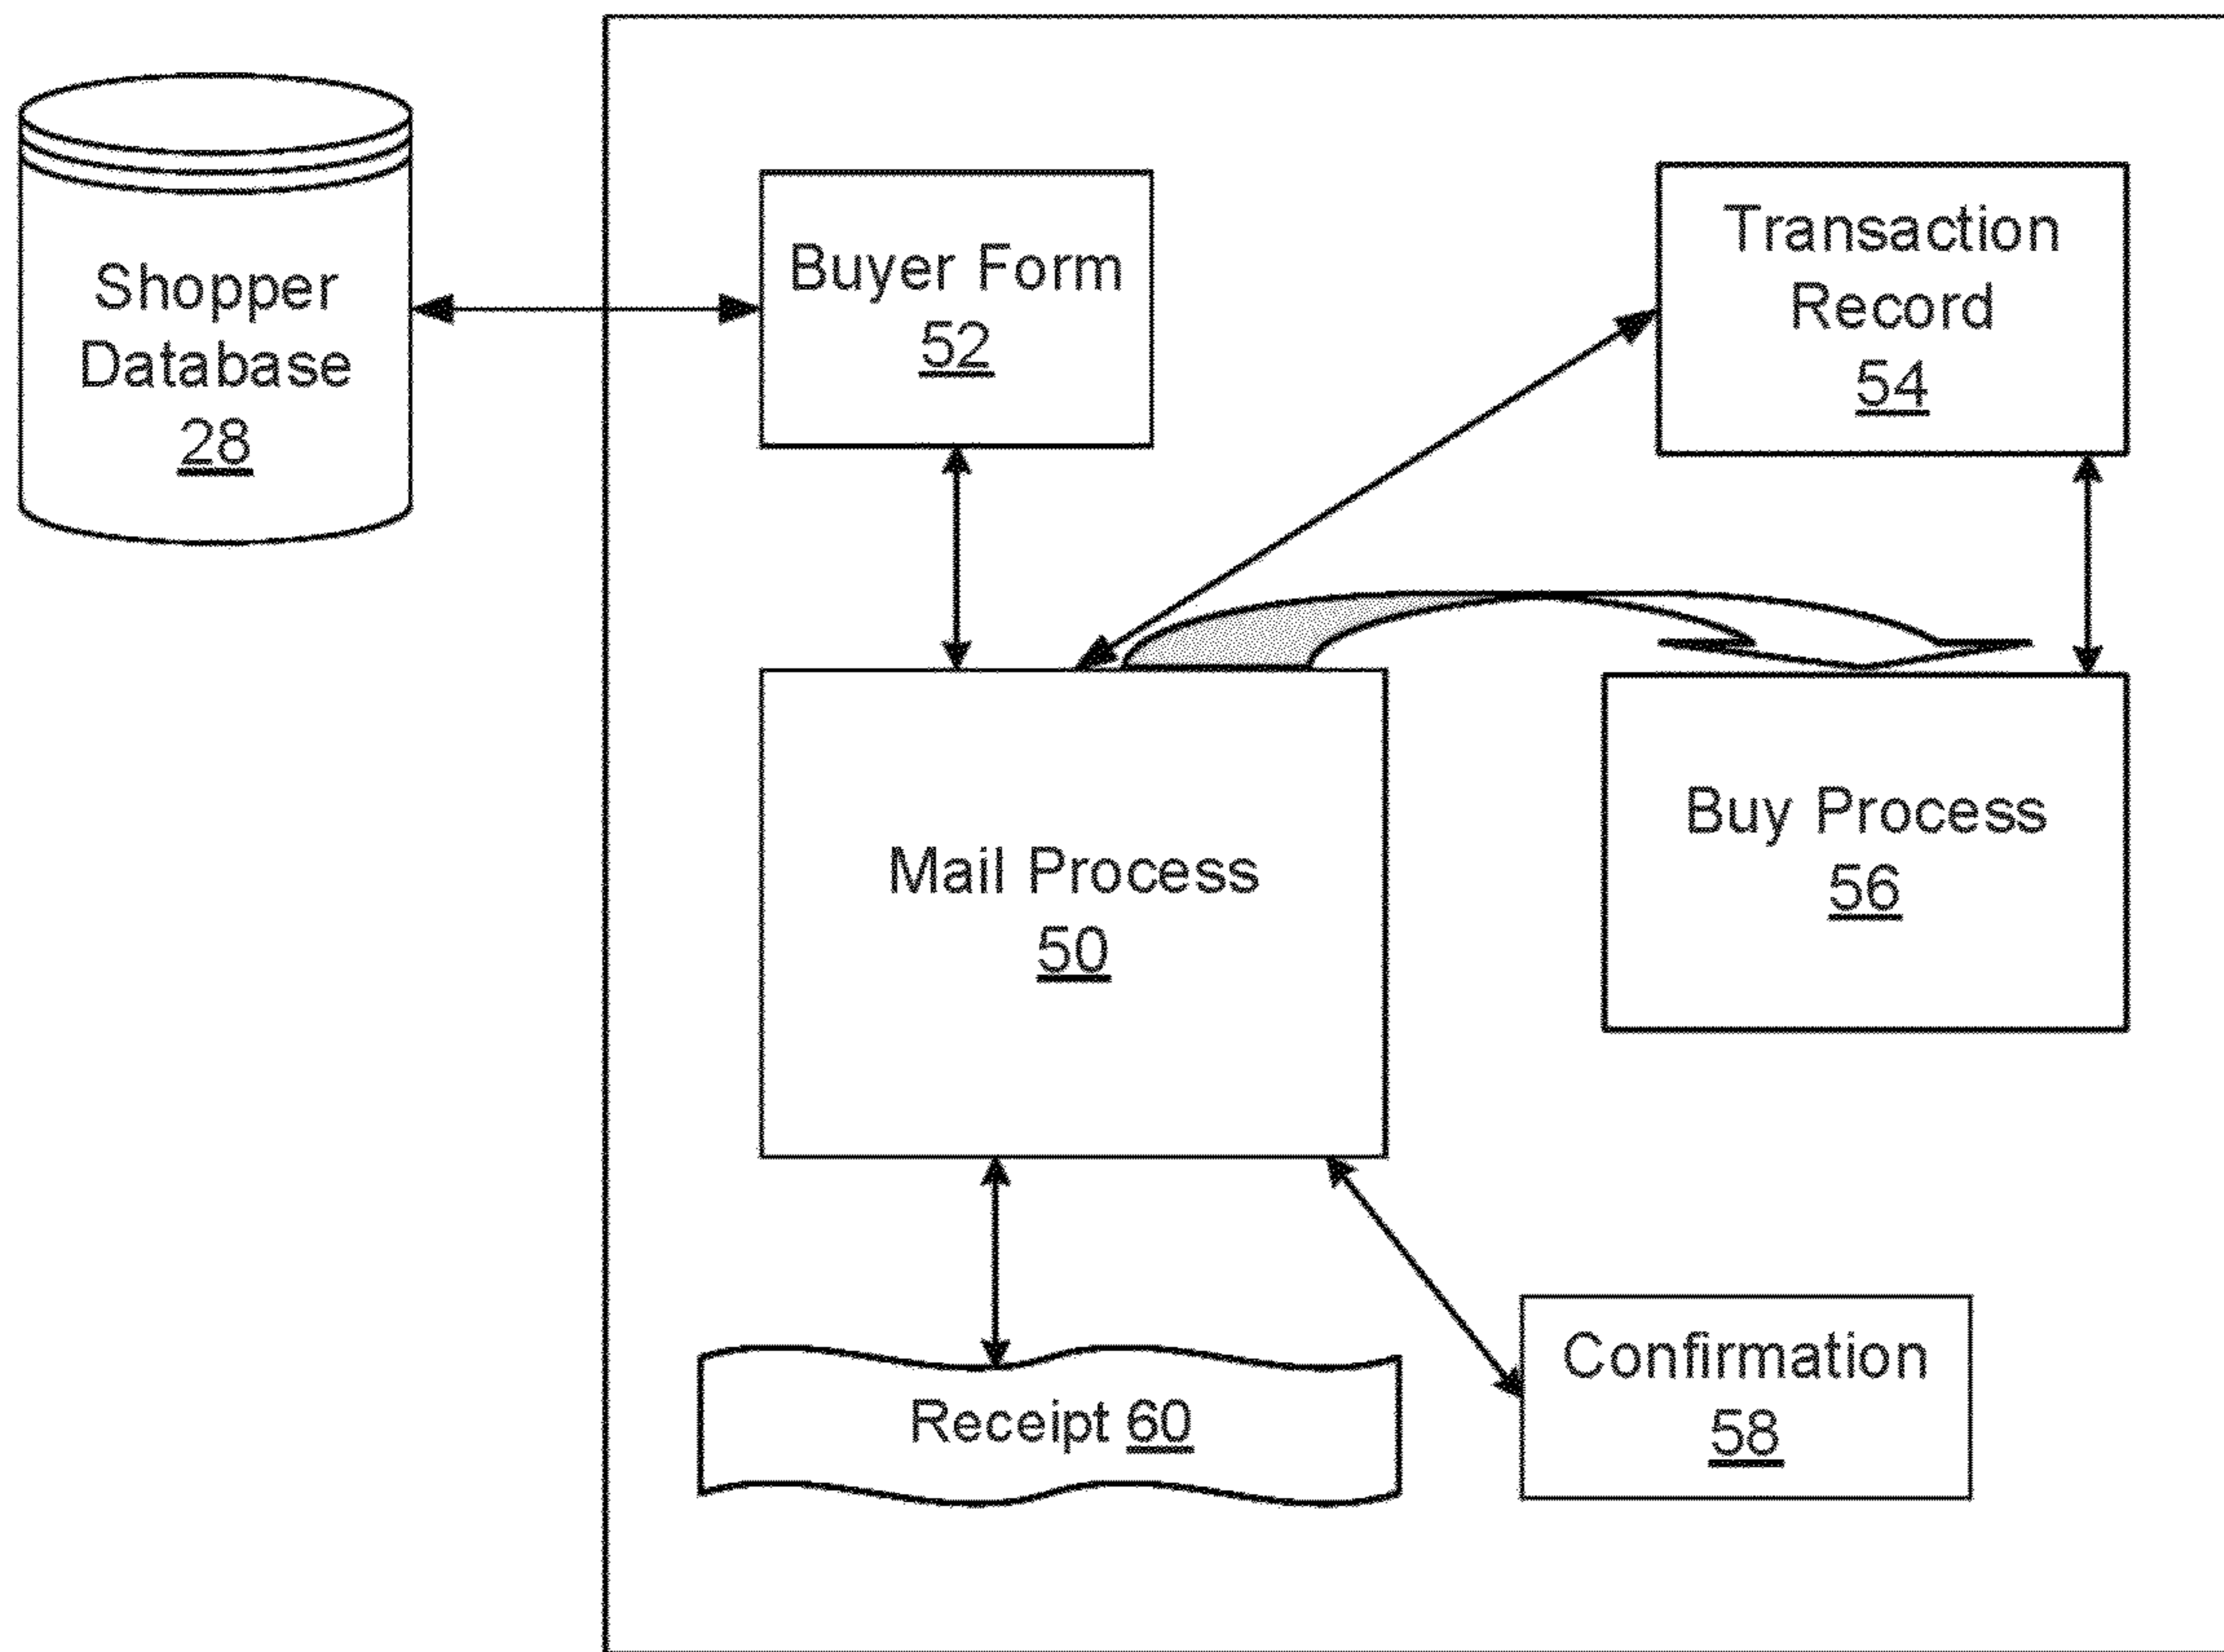 Shopper
Database
28
Buyer Form
52
Transaction
Record
54
Mail Process
50
Buy Process
56
Receipt 60
Confirmation
58